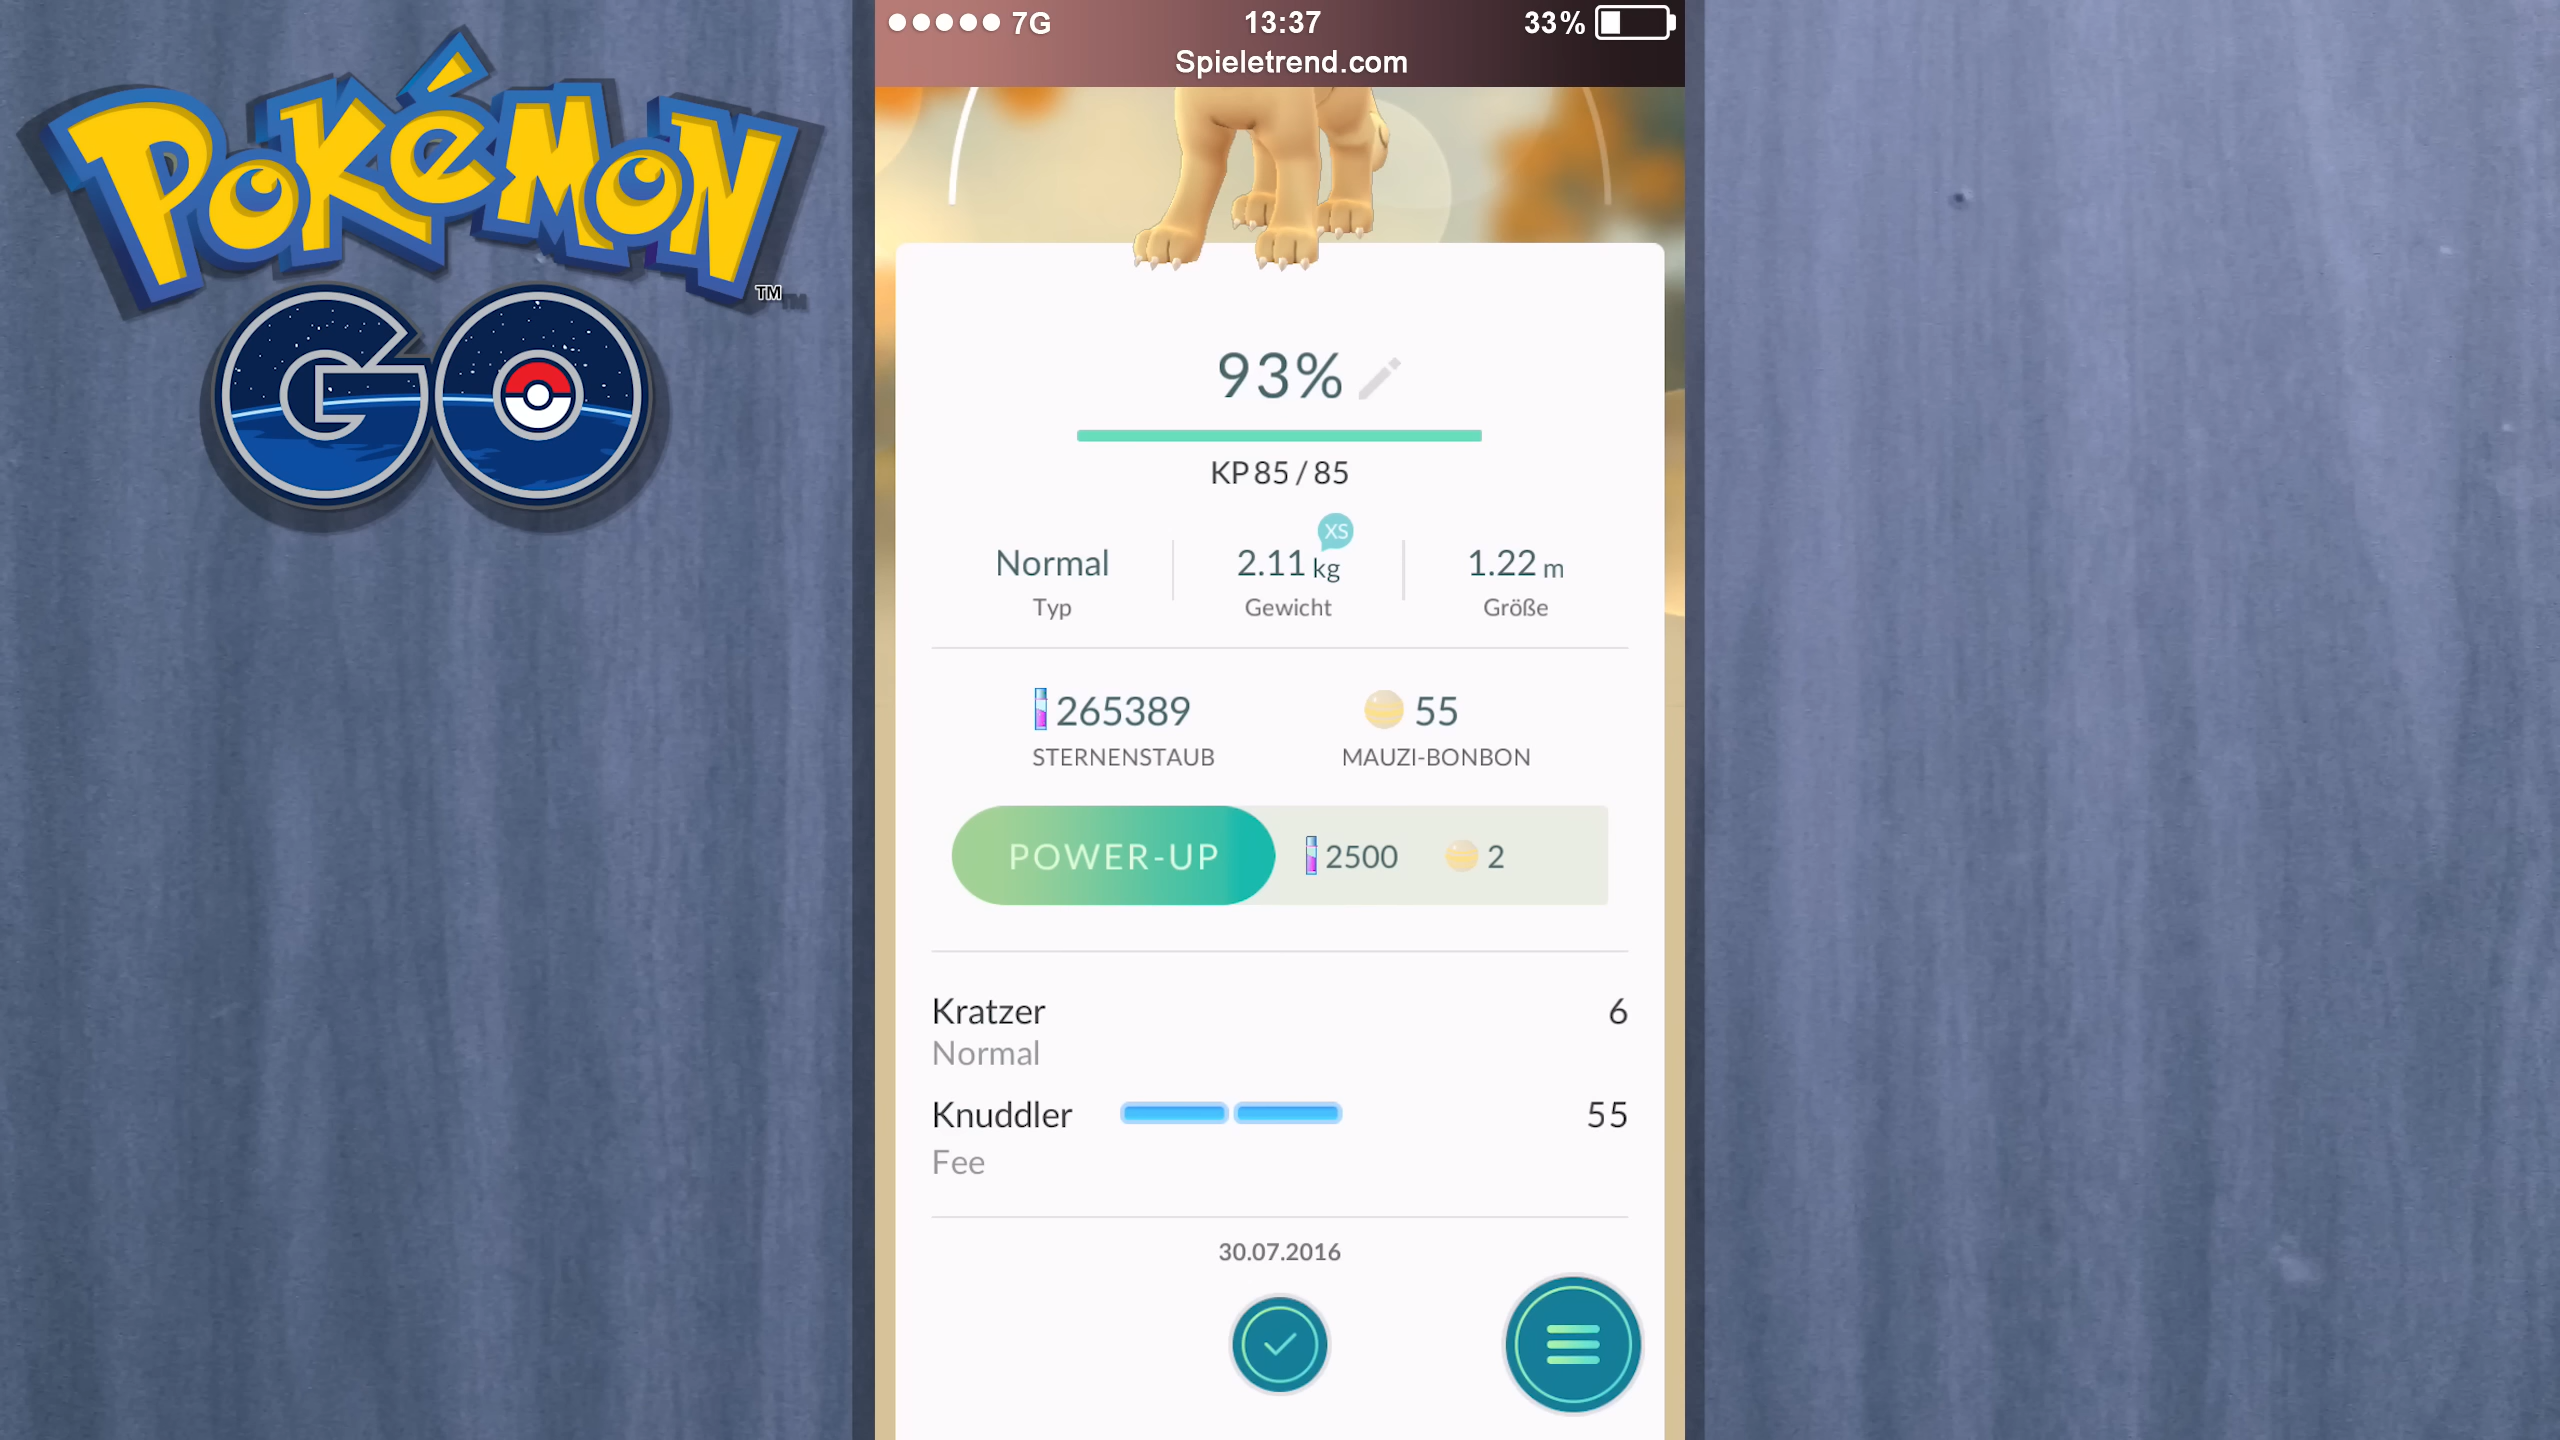 POKéMON
TM
GO
7G 13:37 33%
Spieletrend.com
93%
KP 85 / 85
XS
Normal 2.11 kg 1.22 m
Typ Gewicht Größe
265389 55
STERNENSTAUB MAUZI-BONBON
POWER-UP 2500 2
Kratzer 6
Normal
Knuddler 55
Fee
30.07.2016